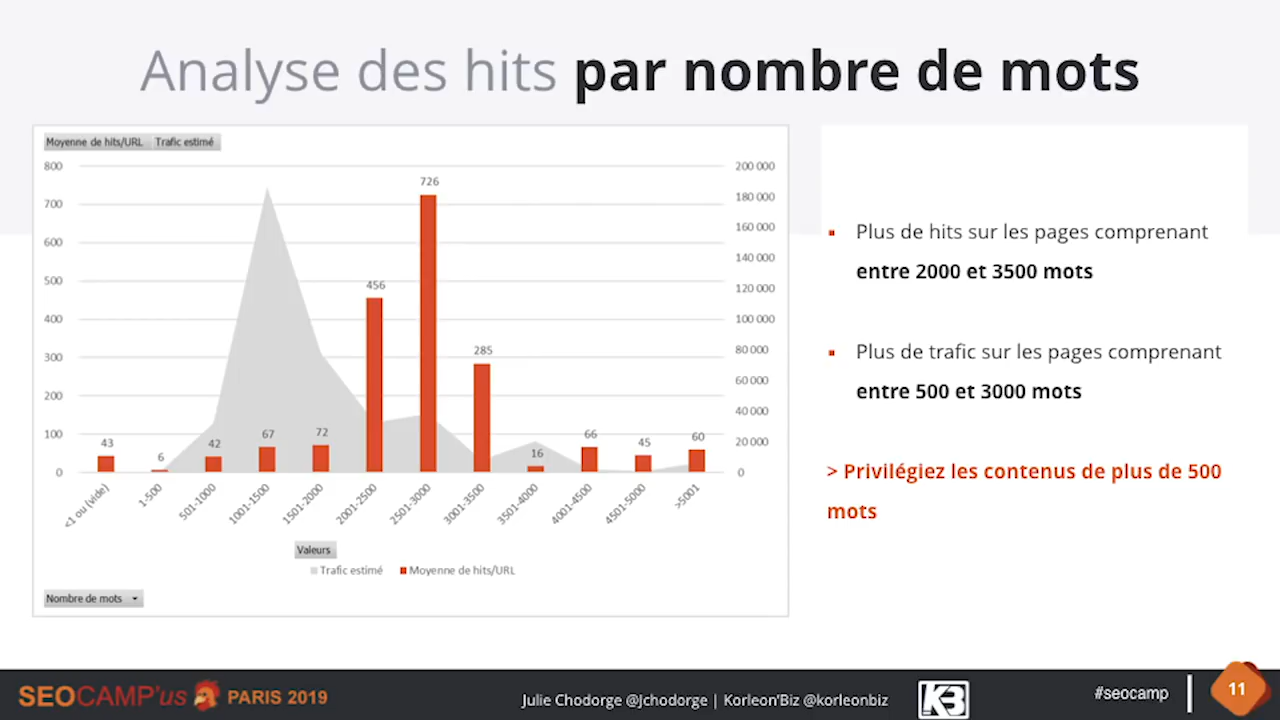 Analyse des hits par nombre de mots
Moyenne de hits/URL Trafic estimé
800
700
600
500
400
300
200
100
0
200 000
180 000
160 000
140 000
120 000
100 000
80 000
60 000
40 000
20 000
0
43
6
42
67
72
456
726
285
16
66
45
60
<1 ou (vide)
1-500
501-1000
1001-1500
1501-2000
2001-2500
2501-3000
3001-3500
3501-4000
4001-4500
4501-5000
>5001
Valeurs
Trafic estimé Moyenne de hits/URL
Nombre de mots
Plus de hits sur les pages comprenant
entre 2000 et 3500 mots
Plus de trafic sur les pages comprenant
entre 500 et 3000 mots
> Privilégiez les contenus de plus de 500
mots
SEOCAMP'us PARIS 2019
Julie Chodorge @Jchodorge | Korleon'Biz @korleonbiz
K3
#seocamp
11